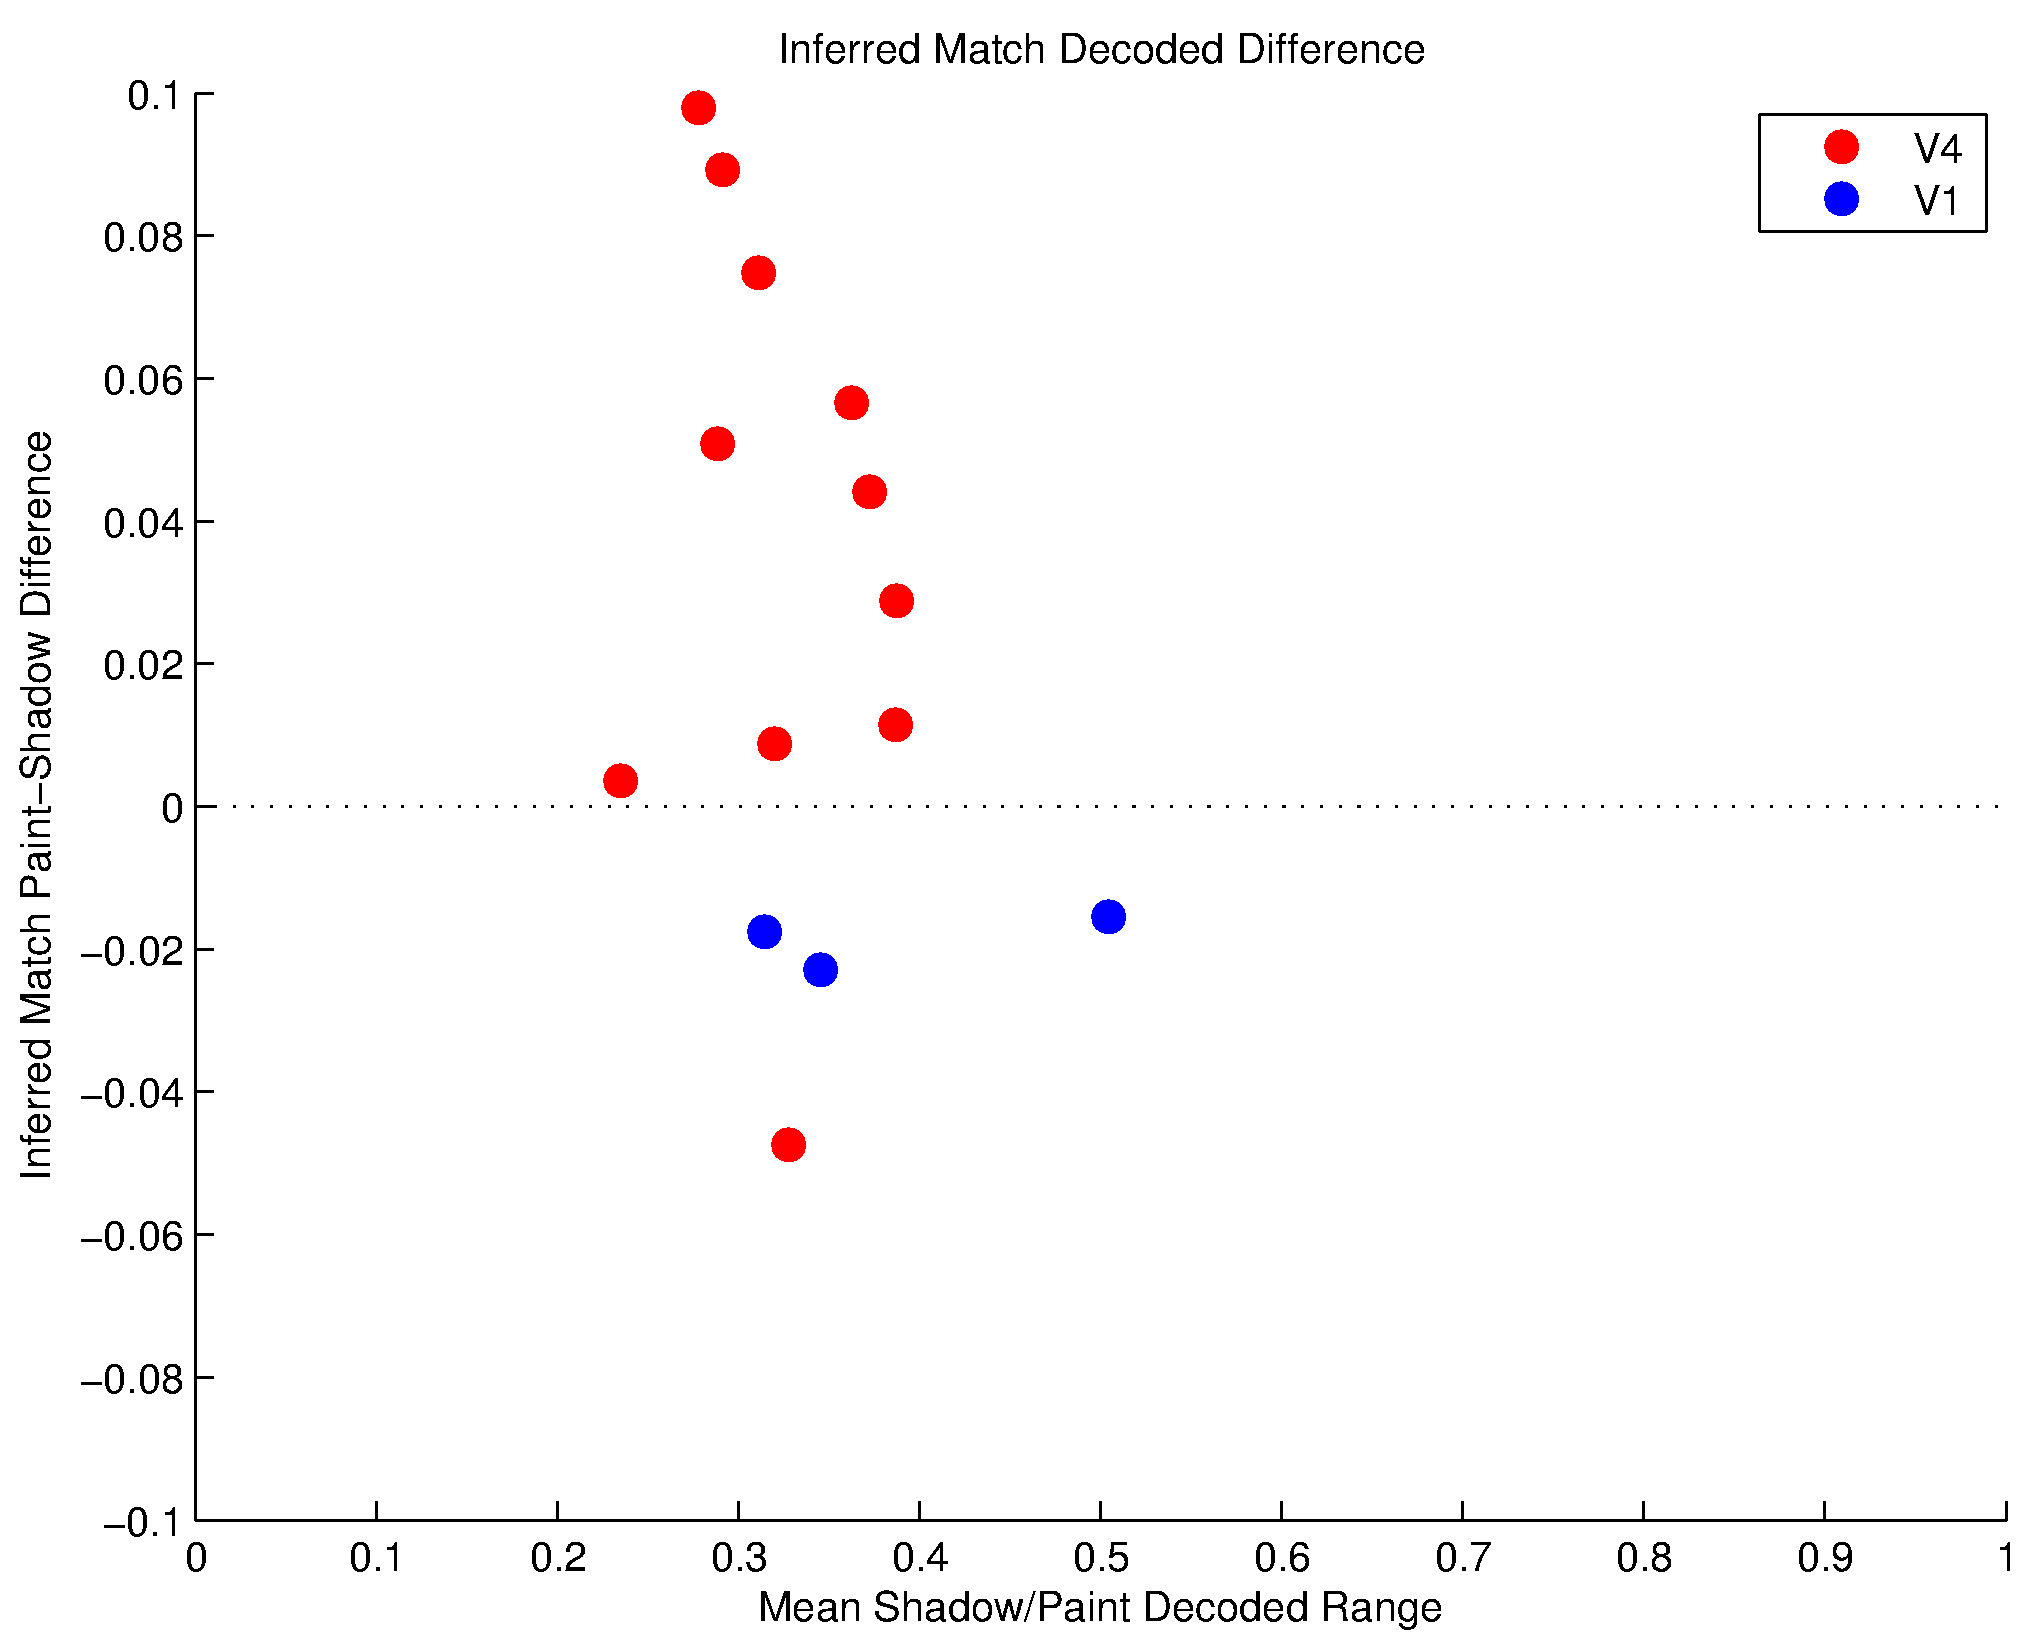 Inferred Match Decoded Difference
V4
V1
Inferred Match Paint−Shadow Difference
0.1
0.08
0.06
0.04
0.02
0
−0.02
−0.04
−0.06
−0.08
−0.1
0 0.1 0.2 0.3 0.4 0.5 0.6 0.7 0.8 0.9 1
Mean Shadow/Paint Decoded Range